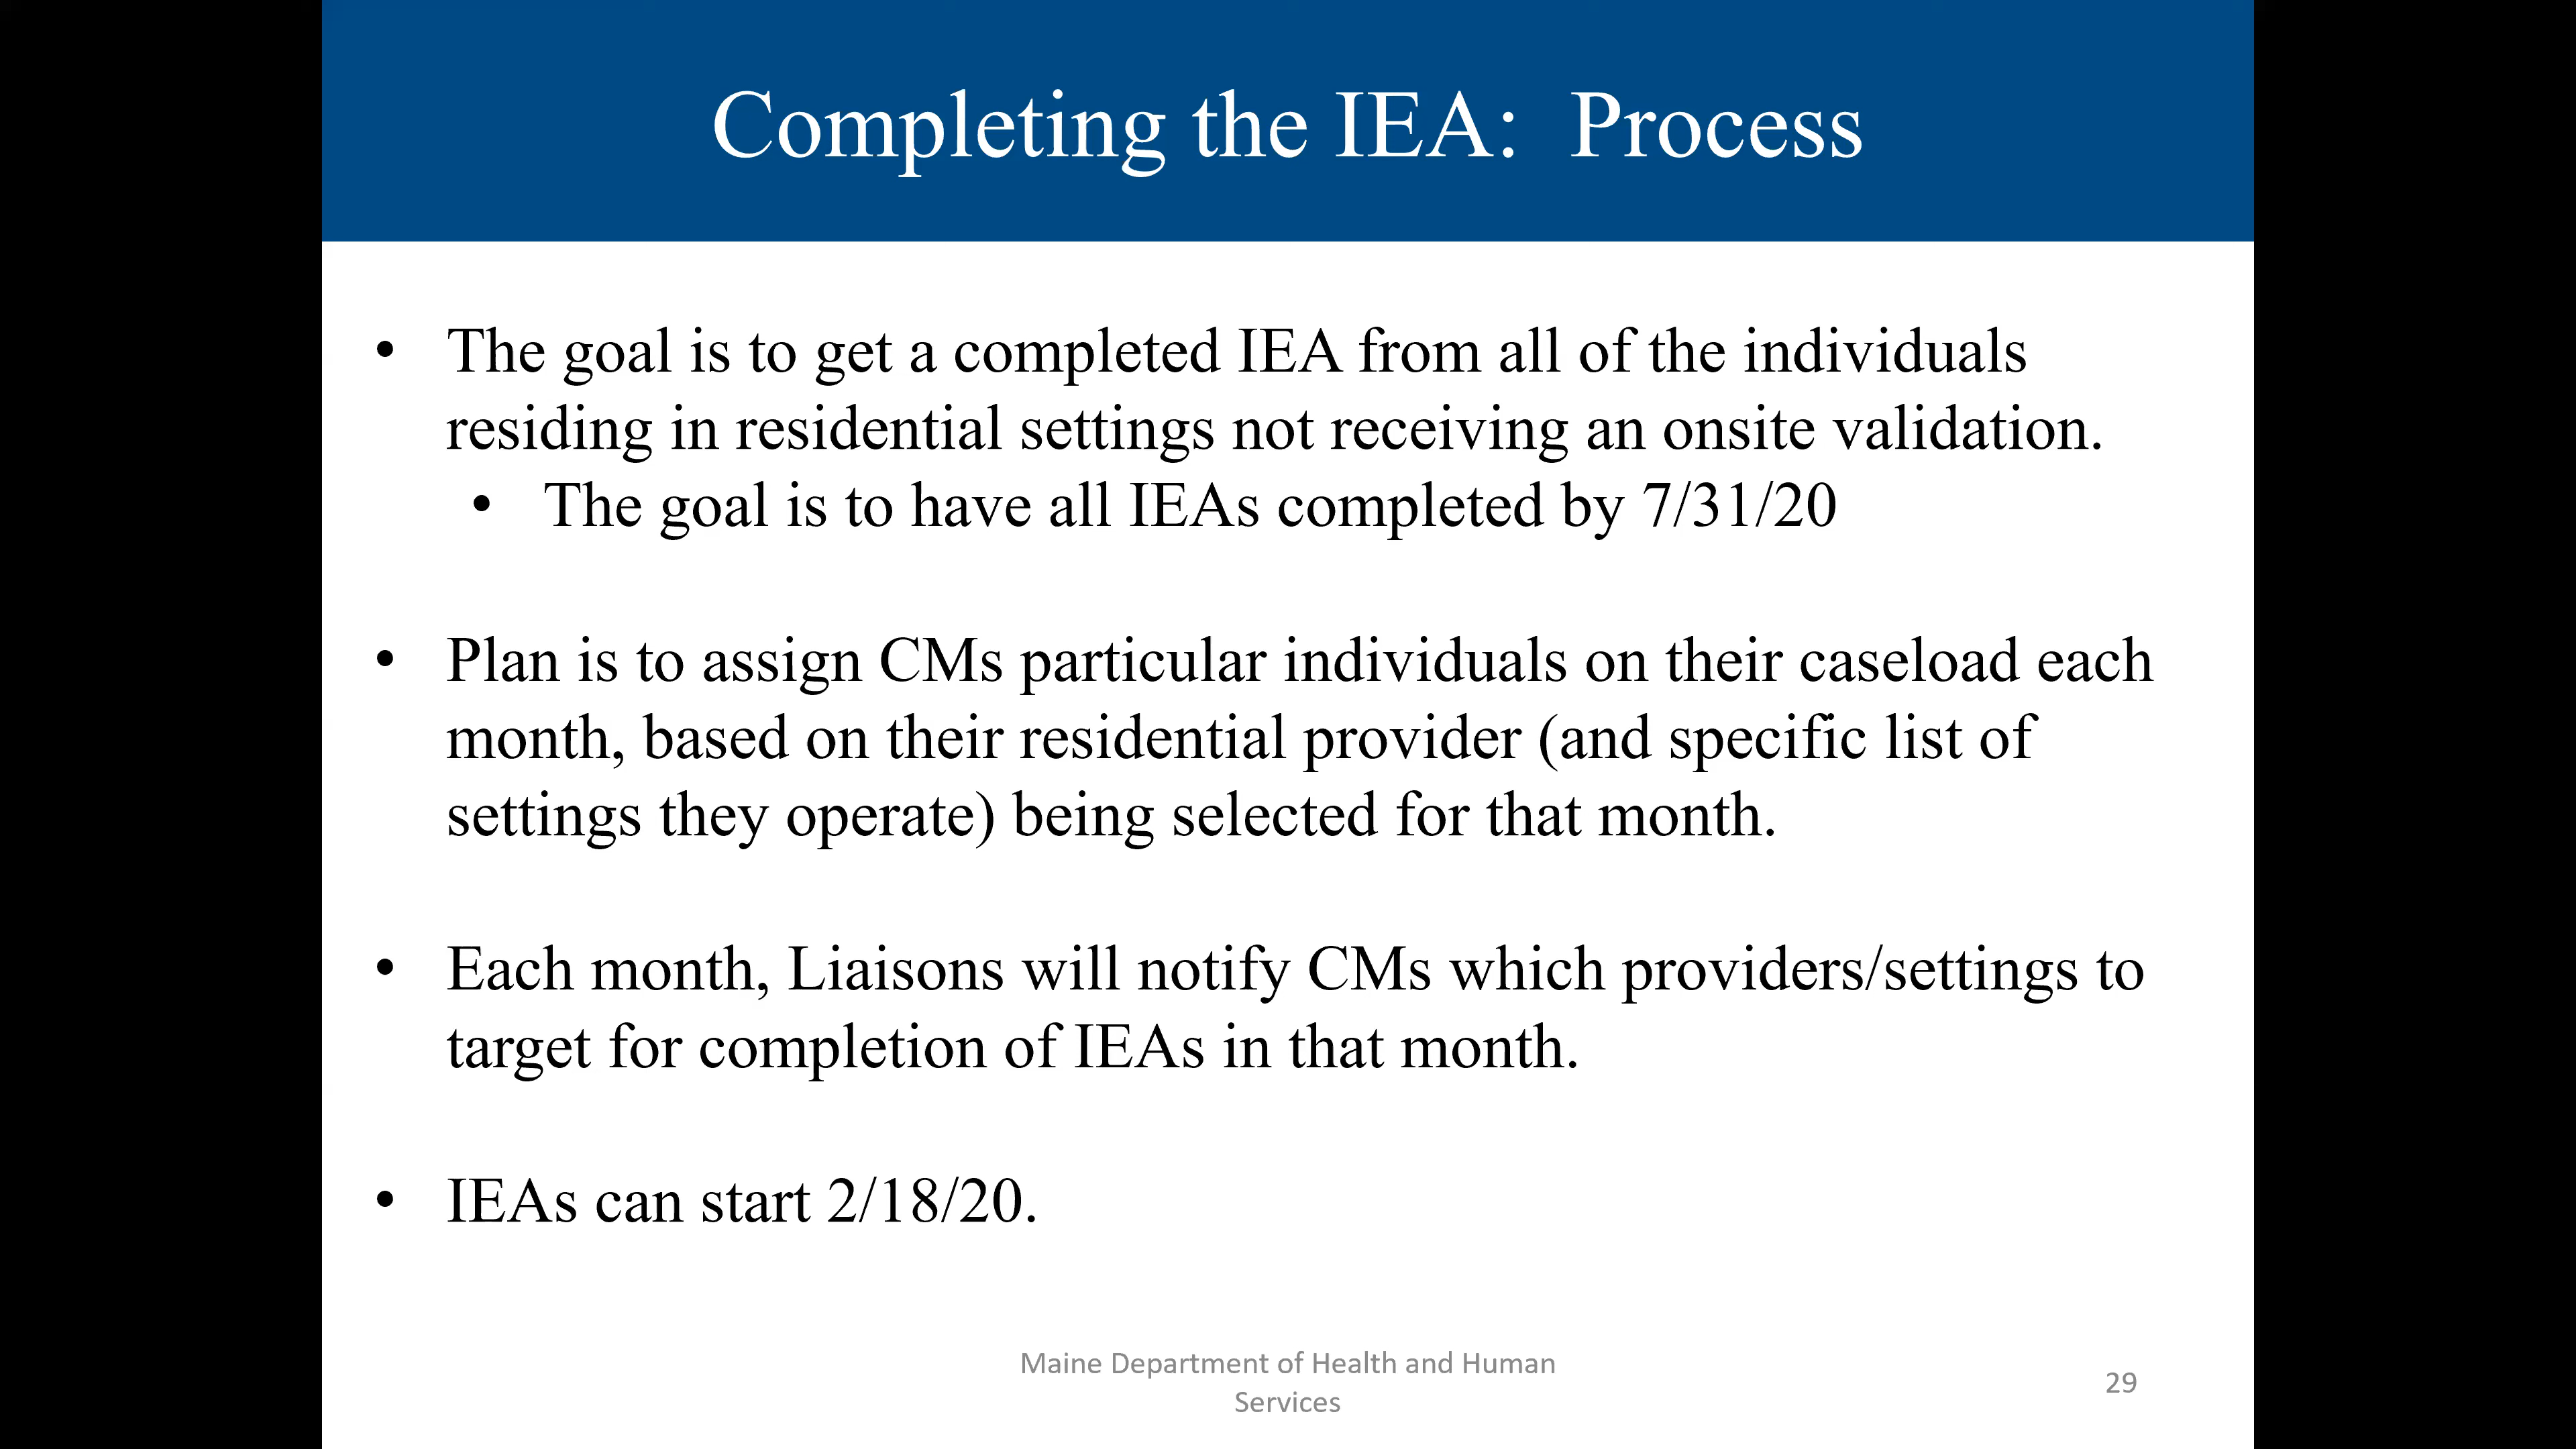 Completing the IEA:  Process
• The goal is to get a completed IEA from all of the individuals
residing in residential settings not receiving an onsite validation.
• The goal is to have all IEAs completed by 7/31/20
• Plan is to assign CMs particular individuals on their caseload each
month, based on their residential provider (and specific list of
settings they operate) being selected for that month.
• Each month, Liaisons will notify CMs which providers/settings to
target for completion of IEAs in that month.
• IEAs can start 2/18/20.
Maine Department of Health and Human
Services
29